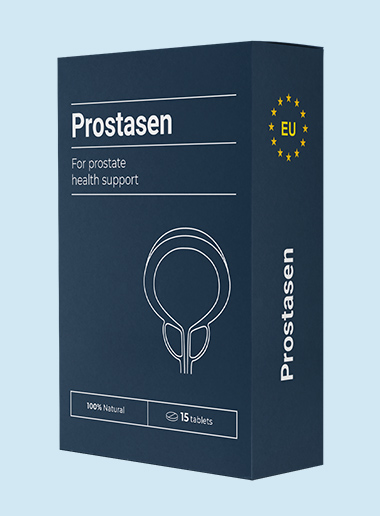 Prostasen
For prostate
health support
100% Natural
15 tablets
EU
Prostasen